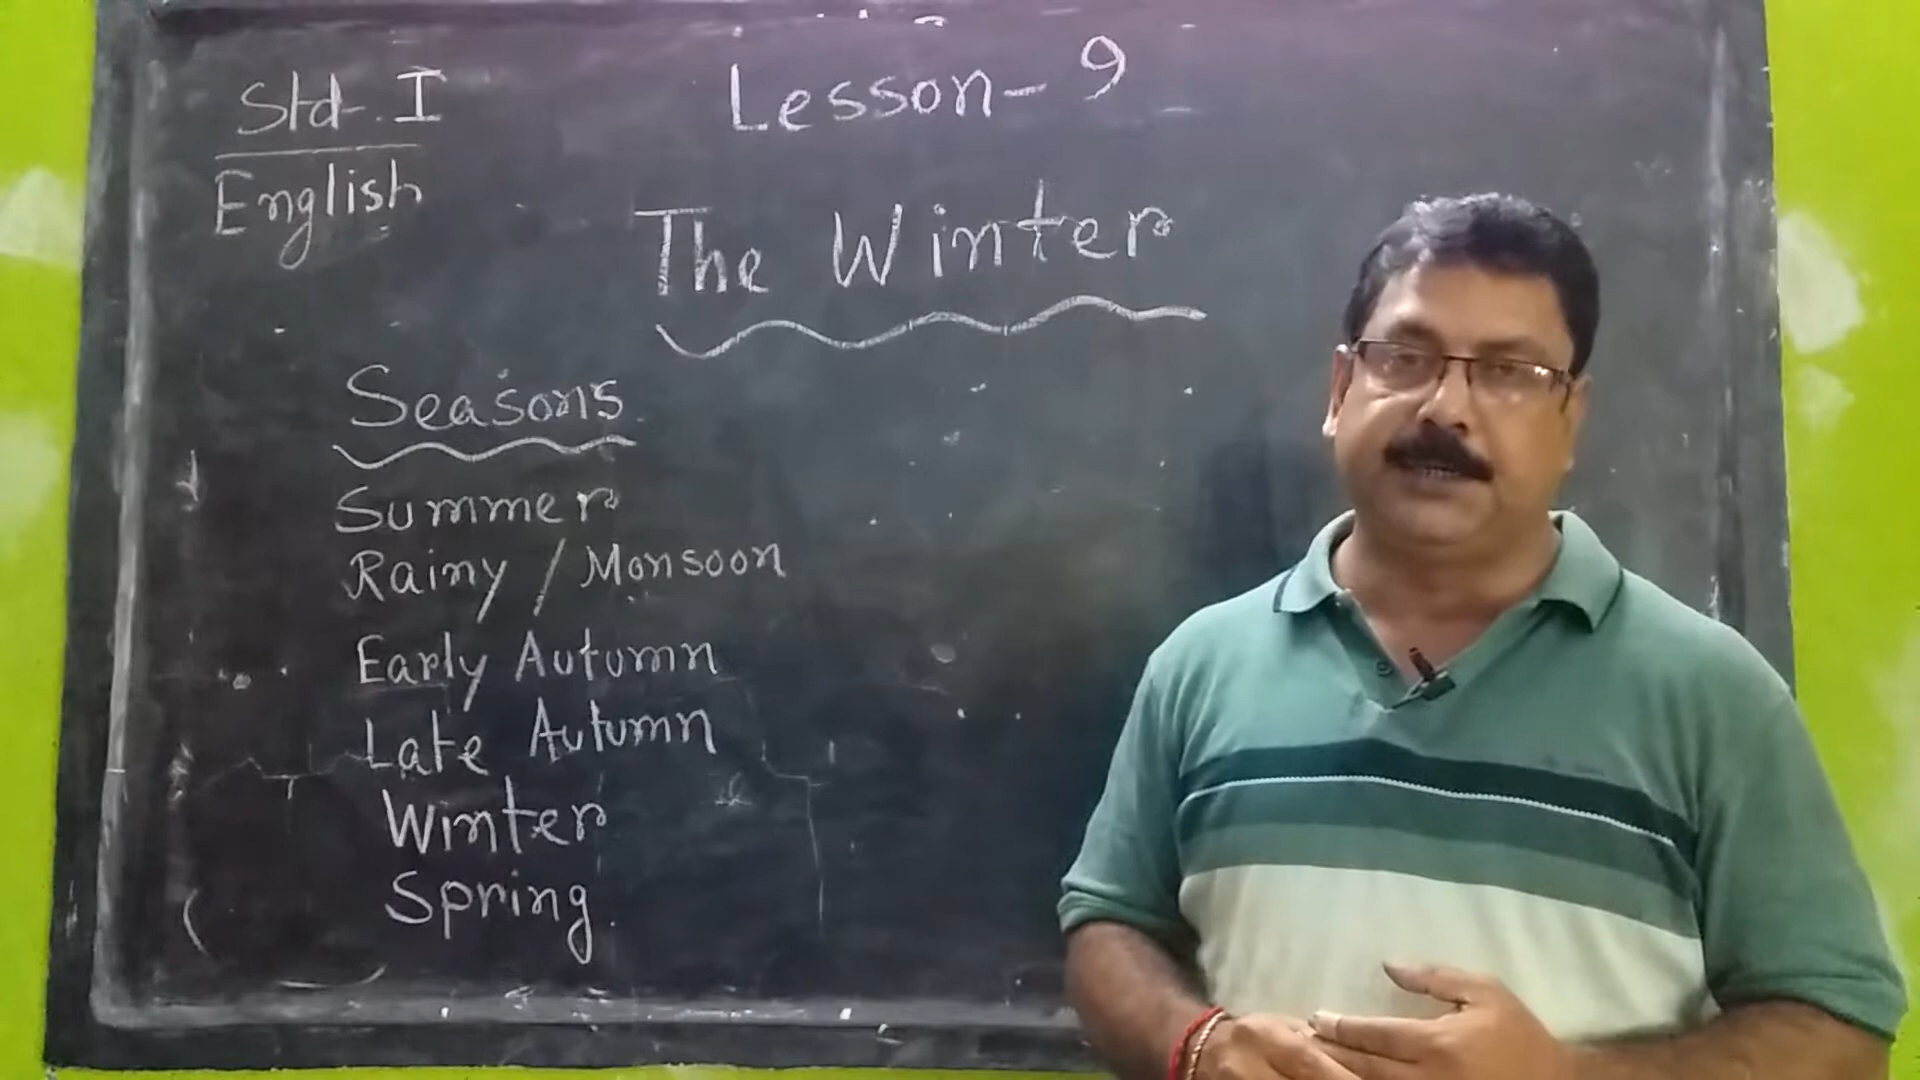 Std. I
English
Lesson - 9
The Winter
Seasons
Summer
Rainy / Monsoon
Early Autumn
Late Autumn
Winter
Spring.